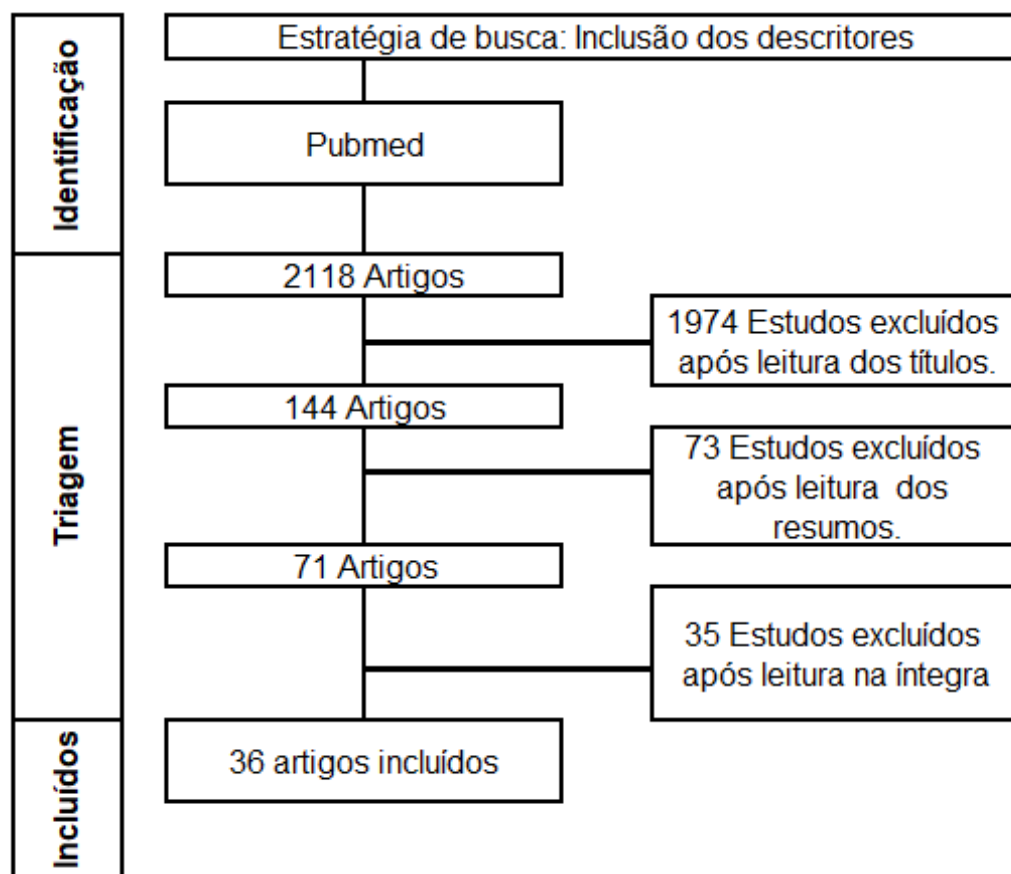 Identificação
Estratégia de busca: Inclusão dos descritores
Pubmed
Triagem
2118 Artigos
1974 Estudos excluídos
após leitura dos títulos.
144 Artigos
73 Estudos excluídos
após leitura dos
resumos.
71 Artigos
35 Estudos excluídos
após leitura na íntegra
Incluídos
36 artigos incluídos